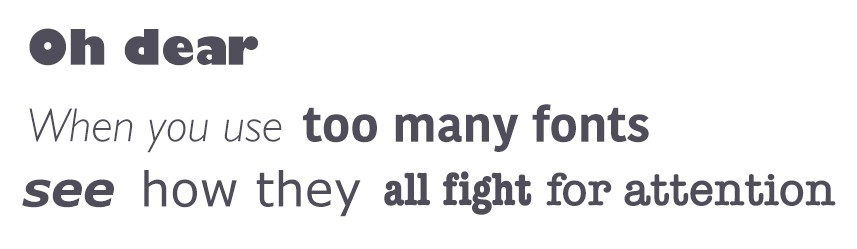 Oh dear
When you use too many fonts
see how they all fight for attention